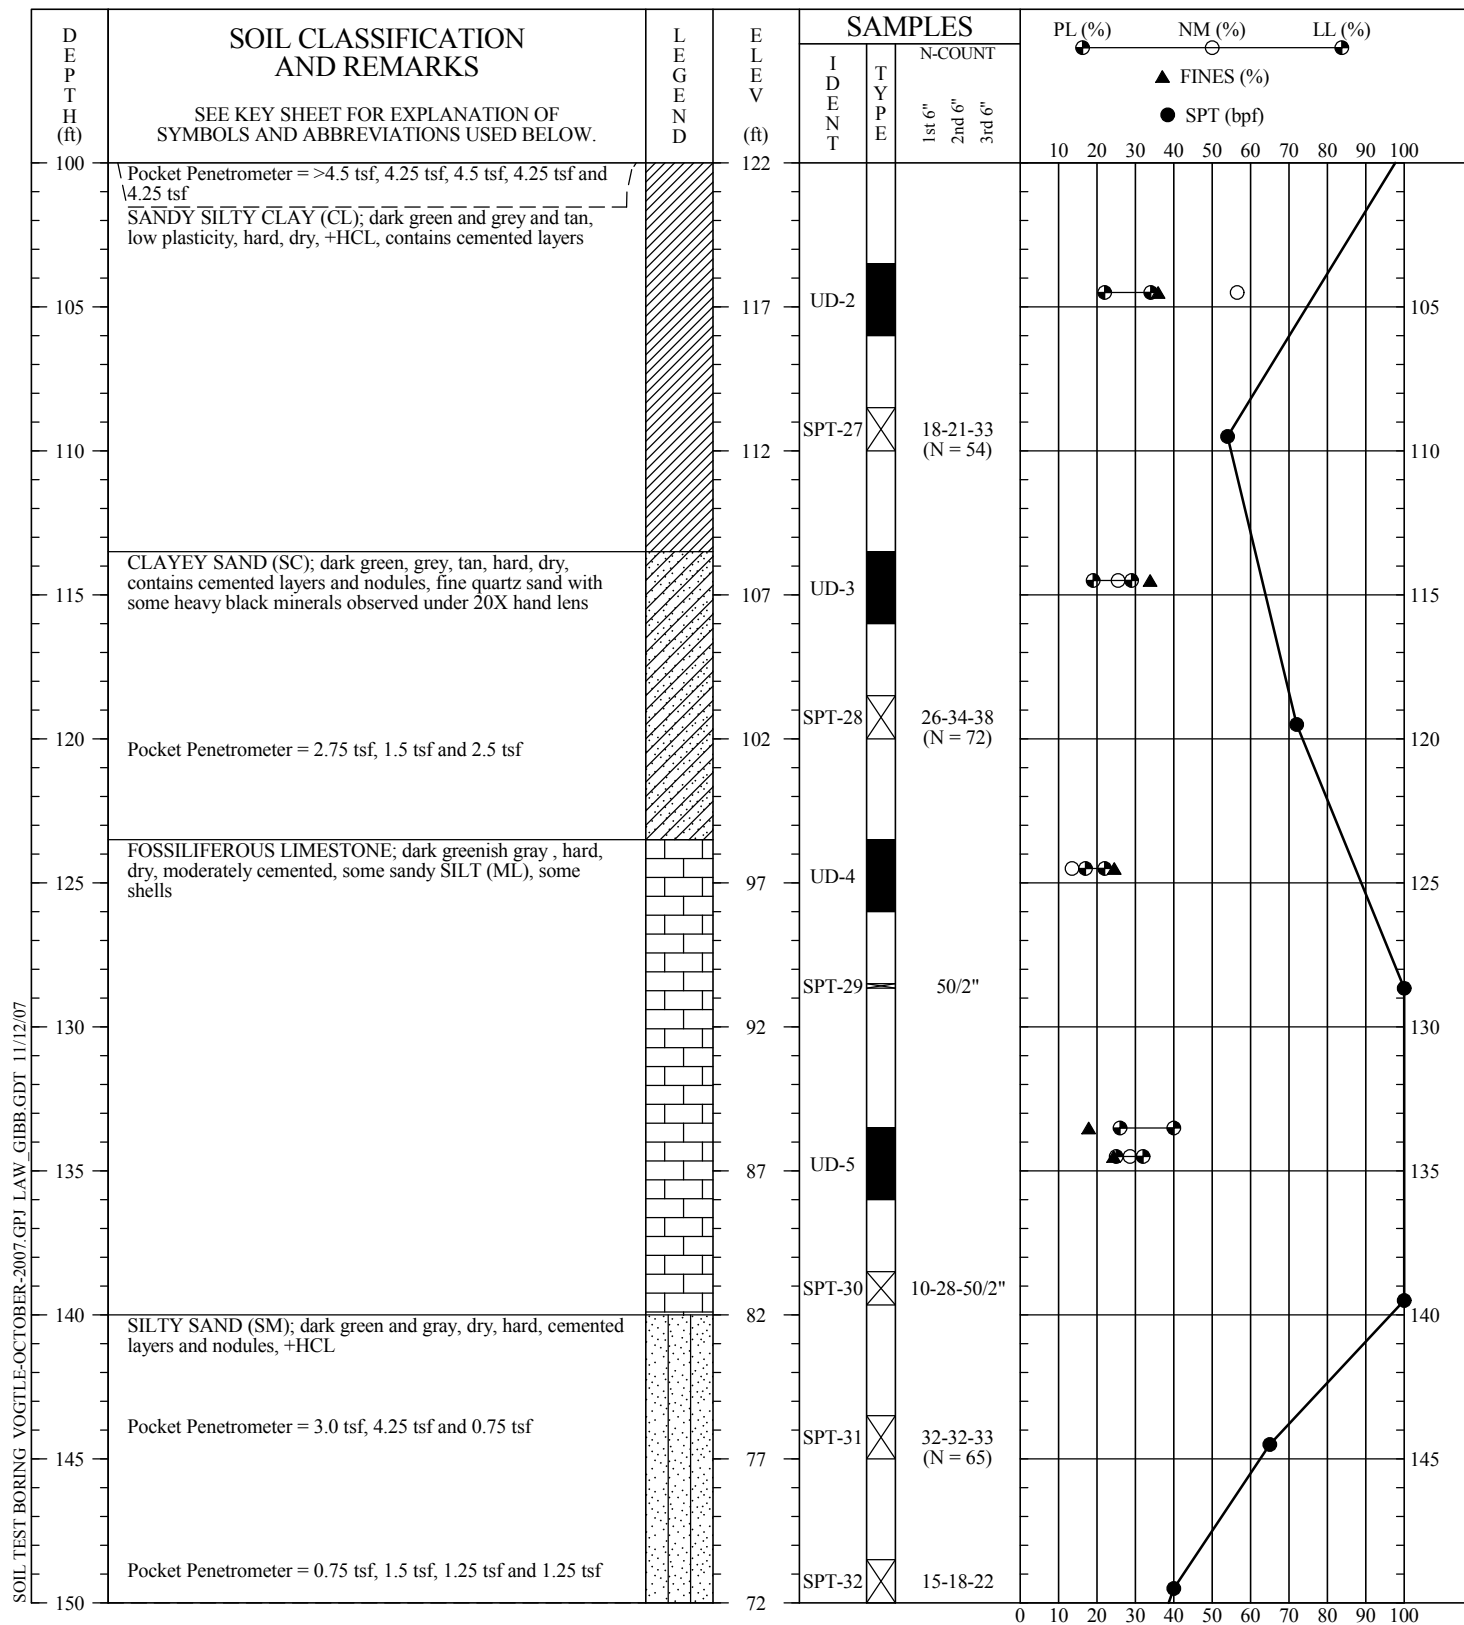 DEPTH (ft)
SOIL CLASSIFICATION
AND REMARKS
SEE KEY SHEET FOR EXPLANATION OF
SYMBOLS AND ABBREVIATIONS USED BELOW.
LEGEND
ELEV (ft)
SAMPLES
IDENT
TYPE
N-COUNT
1st 6"
2nd 6"
3rd 6"
PL (%) NM (%) LL (%)
▲ FINES (%)
● SPT (bpf)
10 20 30 40 50 60 70 80 90 100
100 122
Pocket Penetrometer = >4.5 tsf, 4.25 tsf, 4.5 tsf, 4.25 tsf and
4.25 tsf
SANDY SILTY CLAY (CL); dark green and grey and tan,
low plasticity, hard, dry, +HCL, contains cemented layers
UD-2
105 117 105
SPT-27 18-21-33
(N = 54)
110 112 110
CLAYEY SAND (SC); dark green, grey, tan, hard, dry,
contains cemented layers and nodules, fine quartz sand with
some heavy black minerals observed under 20X hand lens
UD-3
115 107 115
SPT-28 26-34-38
(N = 72)
120 102 120
Pocket Penetrometer = 2.75 tsf, 1.5 tsf and 2.5 tsf
FOSSILIFEROUS LIMESTONE; dark greenish gray , hard,
dry, moderately cemented, some sandy SILT (ML), some
shells
UD-4
125 97 125
SPT-29 50/2"
130 92 130
UD-5
135 87 135
SPT-30 10-28-50/2"
140 82 140
SILTY SAND (SM); dark green and gray, dry, hard, cemented
layers and nodules, +HCL
Pocket Penetrometer = 3.0 tsf, 4.25 tsf and 0.75 tsf
SPT-31 32-32-33
(N = 65)
145 77 145
Pocket Penetrometer = 0.75 tsf, 1.5 tsf, 1.25 tsf and 1.25 tsf
SPT-32 15-18-22
150 72
0 10 20 30 40 50 60 70 80 90 100
SOIL TEST BORING VOGTLE-OCTOBER-2007.GPJ LAW_GIBB.GDT 11/12/07